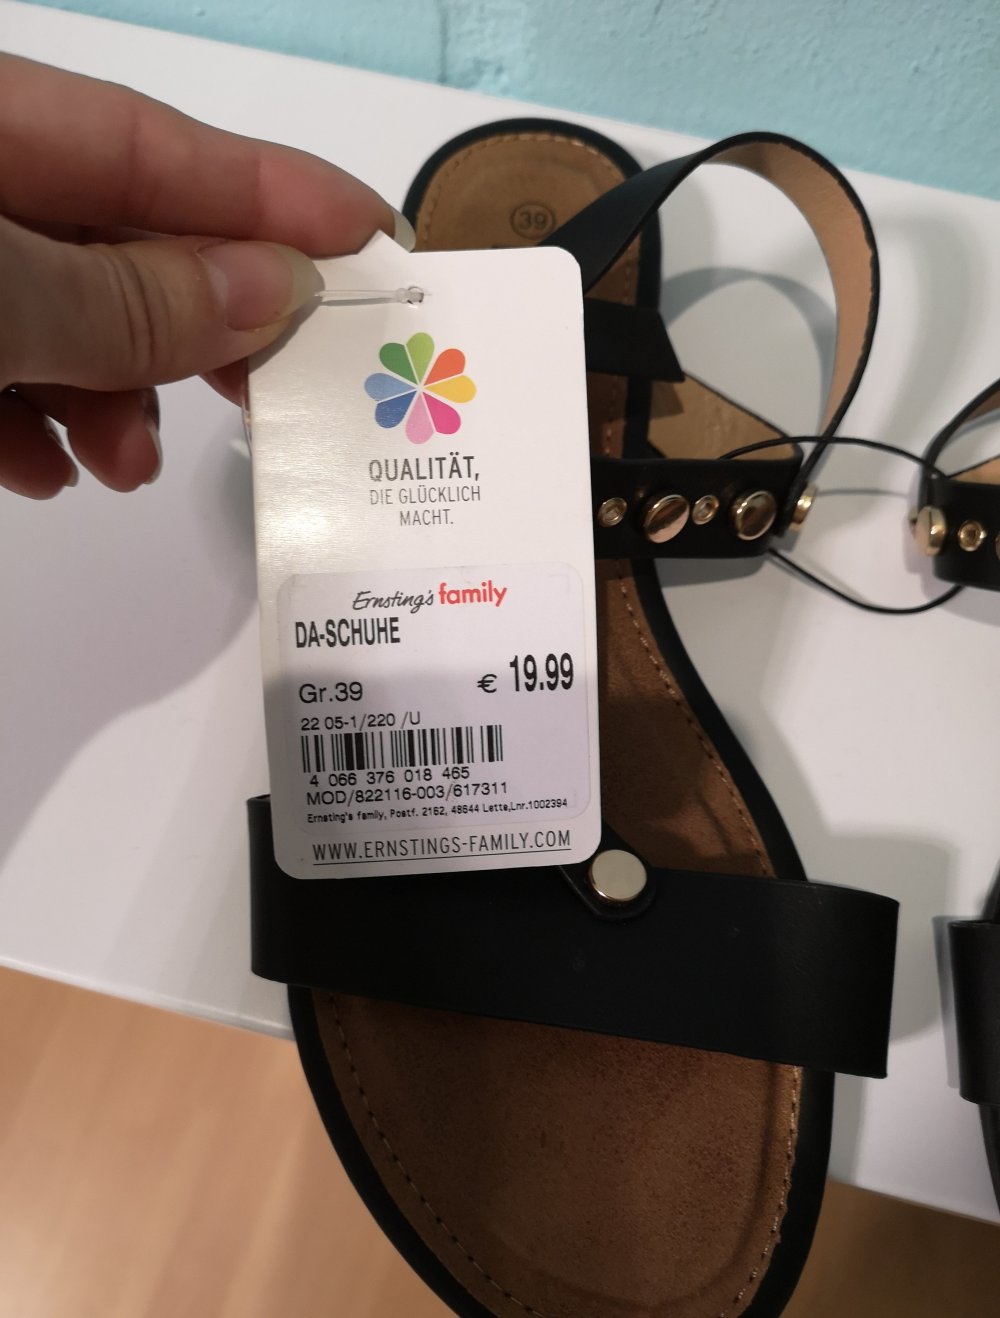 39
QUALITÄT,
DIE GLÜCKLICH
MACHT.
Ernsting's family
DA-SCHUHE
Gr.39 € 19.99
22 05-1/220 /U
4 066 376 018 465
MOD/822116-003/617311
Ernsting's family, Postf. 2162, 48644 Lette,Lnr.1002394
WWW.ERNSTINGS-FAMILY.COM